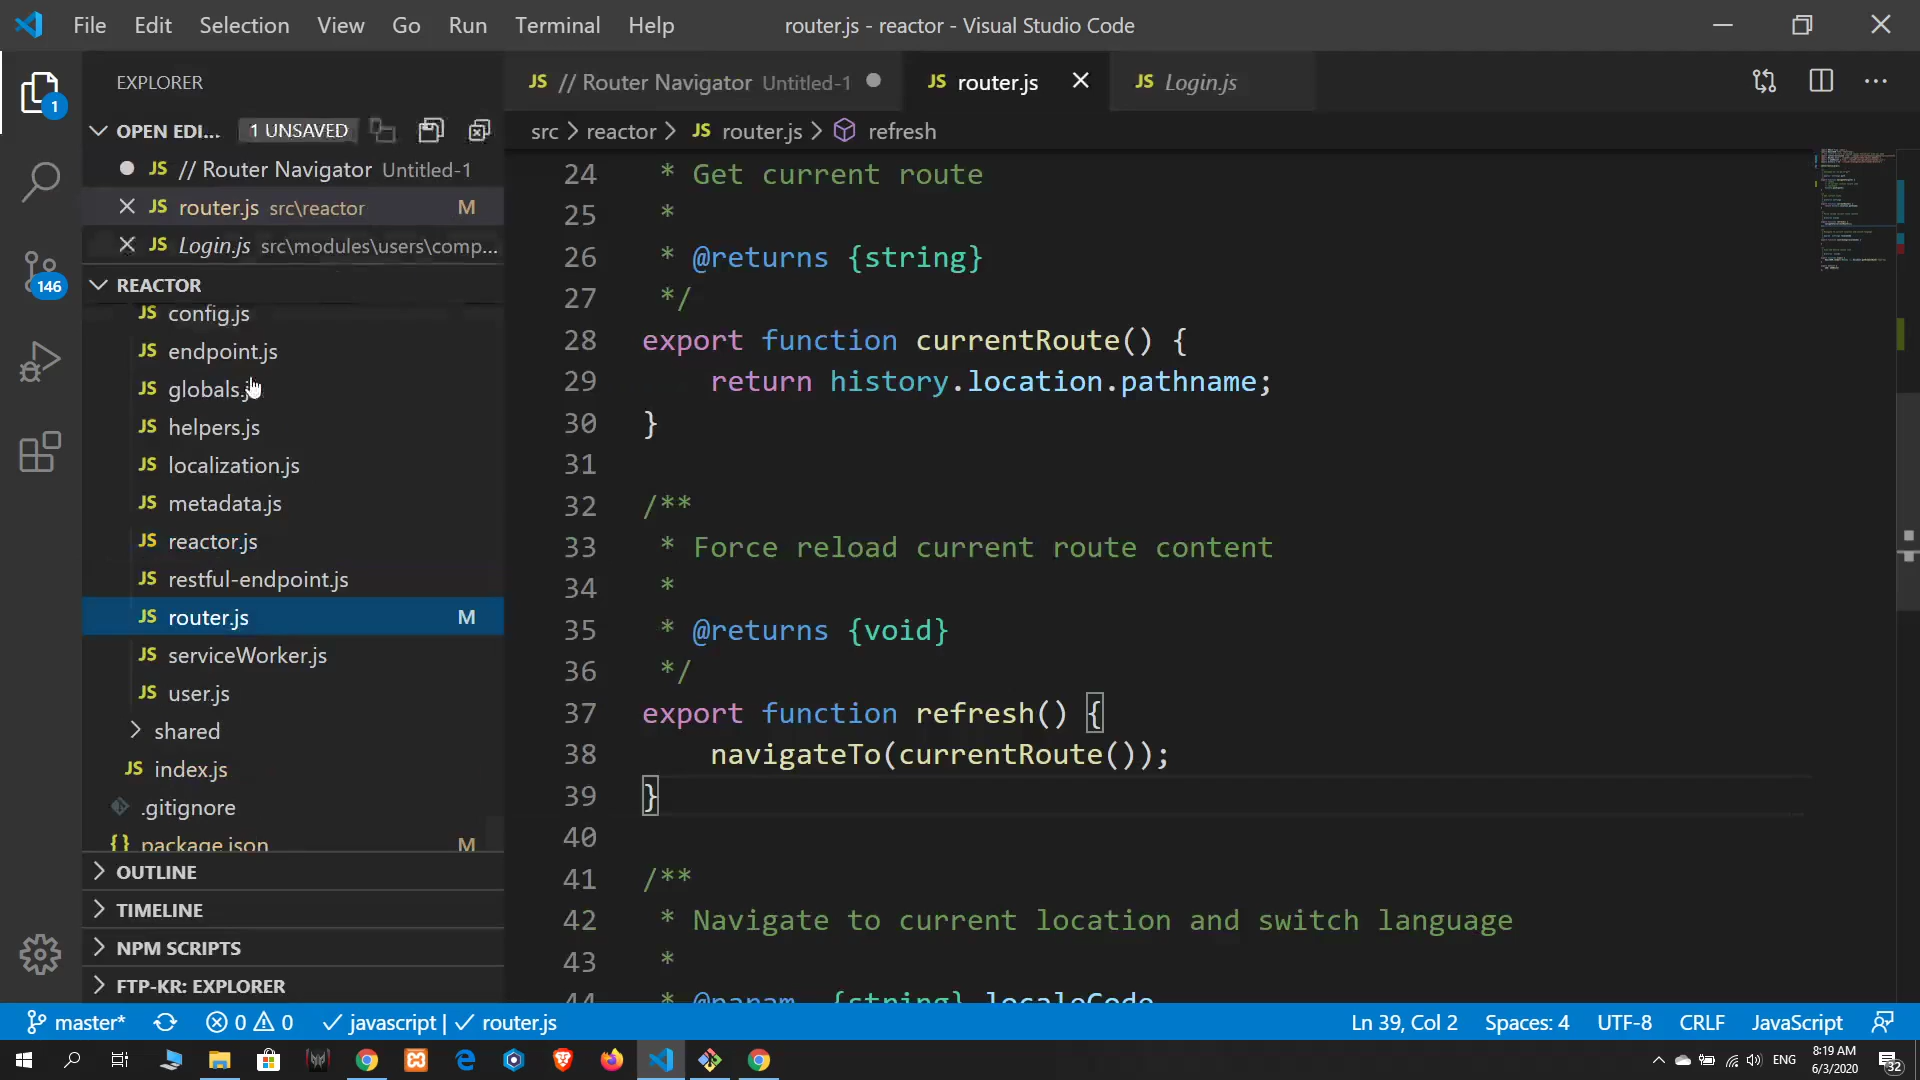 File Edit Selection View Go Run Terminal Help router.js - reactor - Visual Studio Code
EXPLORER
JS // Router Navigator Untitled-1 JS router.js JS Login.js
1
OPEN EDI... 1 UNSAVED
src > reactor > JS router.js > refresh
JS // Router Navigator Untitled-1
JS router.js src\reactor M
JS Login.js src\modules\users\comp...
146
REACTOR
JS config.js
JS endpoint.js
JS globals.js
JS helpers.js
JS localization.js
JS metadata.js
JS reactor.js
JS restful-endpoint.js
JS router.js M
JS serviceWorker.js
JS user.js
shared
JS index.js
.gitignore
{} package.json M
OUTLINE
TIMELINE
NPM SCRIPTS
FTP-KR: EXPLORER
24 * Get current route
25 *
26 * @returns {string}
27 */
28 export function currentRoute() {
29 return history.location.pathname;
30 }
31
32 /**
33 * Force reload current route content
34 *
35 * @returns {void}
36 */
37 export function refresh() {
38 navigateTo(currentRoute());
39 }
40
41 /**
42 * Navigate to current location and switch language
43 *
44 * @param {string} localeCode
master* 0 0 javascript | router.js Ln 39, Col 2 Spaces: 4 UTF-8 CRLF JavaScript
ENG 8:19 AM
6/3/2020
32